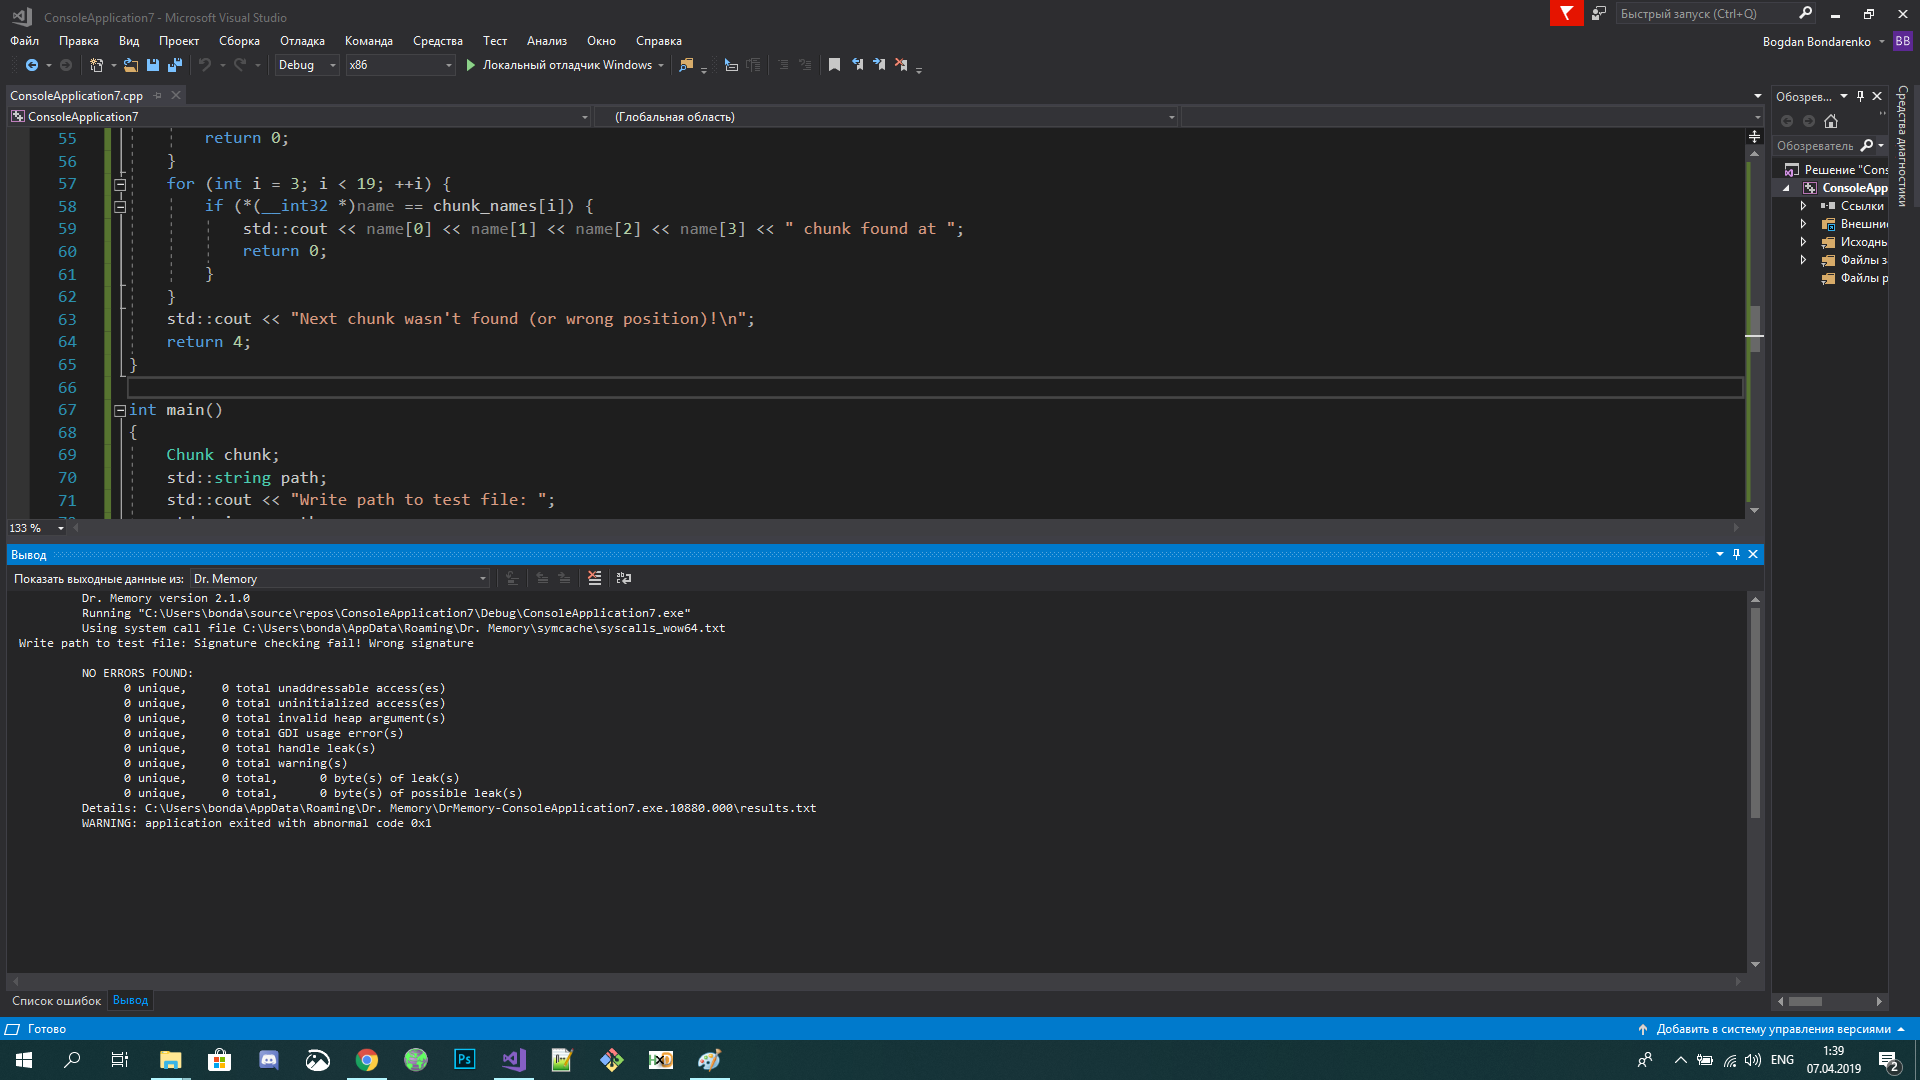 ConsoleApplication7 - Microsoft Visual Studio
Быстрый запуск (Ctrl+Q)
Файл Правка Вид Проект Сборка Отладка Команда Средства Тест Анализ Окно Справка
Bogdan Bondarenko BB
Debug x86 Локальный отладчик Windows
ConsoleApplication7.cpp
ConsoleApplication7 (Глобальная область)
55 return 0;
56 }
57 for (int i = 3; i < 19; ++i) {
58 if (*(__int32 *)name == chunk_names[i]) {
59 std::cout << name[0] << name[1] << name[2] << name[3] << " chunk found at ";
60 return 0;
61 }
62 }
63 std::cout << "Next chunk wasn't found (or wrong position)!\n";
64 return 4;
65 }
66
67 int main()
68 {
69 Chunk chunk;
70 std::string path;
71 std::cout << "Write path to test file: ";
133 %
Вывод
Показать выходные данные из: Dr. Memory
Dr. Memory version 2.1.0
Running "C:\Users\bonda\source\repos\ConsoleApplication7\Debug\ConsoleApplication7.exe"
Using system call file C:\Users\bonda\AppData\Roaming\Dr. Memory\symcache\syscalls_wow64.txt
Write path to test file: Signature checking fail! Wrong signature
NO ERRORS FOUND:
0 unique, 0 total unaddressable access(es)
0 unique, 0 total uninitialized access(es)
0 unique, 0 total invalid heap argument(s)
0 unique, 0 total GDI usage error(s)
0 unique, 0 total handle leak(s)
0 unique, 0 total warning(s)
0 unique, 0 total, 0 byte(s) of leak(s)
0 unique, 0 total, 0 byte(s) of possible leak(s)
Details: C:\Users\bonda\AppData\Roaming\Dr. Memory\DrMemory-ConsoleApplication7.exe.10880.000\results.txt
WARNING: application exited with abnormal code 0x1
Список ошибок Вывод
Обозрев...
Обозреватель
Решение "Cons
ConsoleApp
Ссылки
Внешни
Исходнь
Файлы з
Файлы р
Средства диагностики
Готово
Добавить в систему управления версиями
Ps
HXD
ENG
1:39
07.04.2019
2